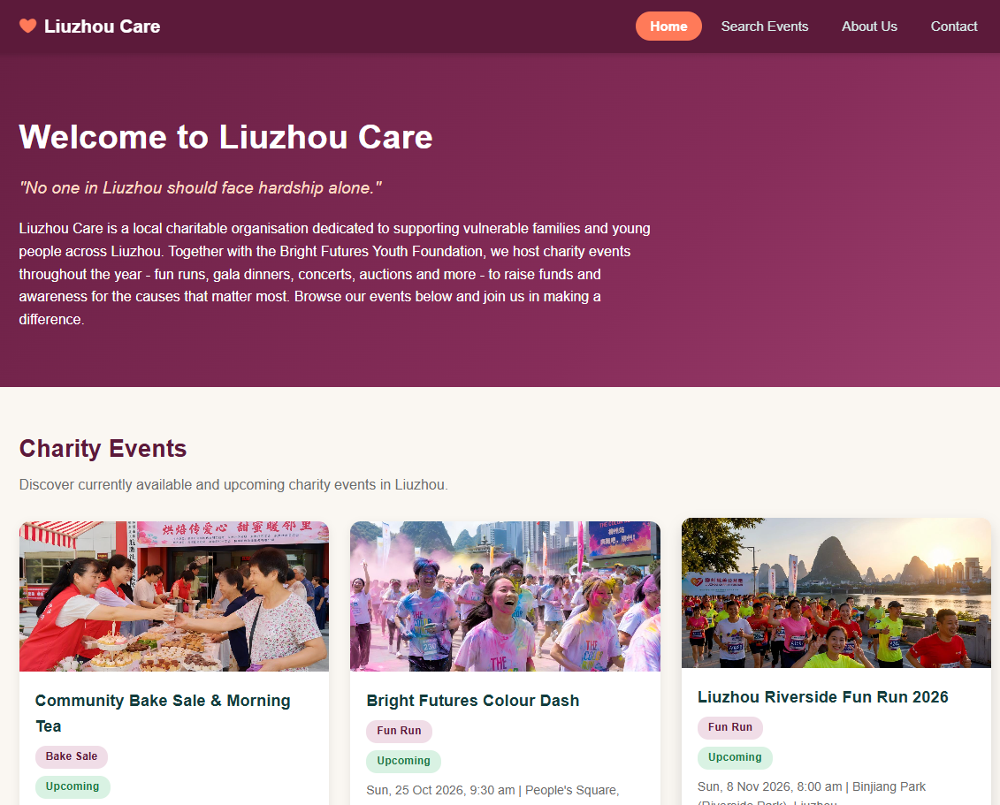 Liuzhou Care
Home
Search Events
About Us
Contact
Welcome to Liuzhou Care
"No one in Liuzhou should face hardship alone."
Liuzhou Care is a local charitable organisation dedicated to supporting vulnerable families and young
people across Liuzhou. Together with the Bright Futures Youth Foundation, we host charity events
throughout the year - fun runs, gala dinners, concerts, auctions and more - to raise funds and
awareness for the causes that matter most. Browse our events below and join us in making a
difference.
Charity Events
Discover currently available and upcoming charity events in Liuzhou.
烘焙传爱心 甜蜜暖邻里
THE
THE
Community Bake Sale & Morning
Tea
Bake Sale
Upcoming
Bright Futures Colour Dash
Fun Run
Upcoming
Sun, 25 Oct 2026, 9:30 am | People's Square,
Liuzhou Riverside Fun Run 2026
Fun Run
Upcoming
Sun, 8 Nov 2026, 8:00 am | Binjiang Park
(Riverside Park), Liuzhou